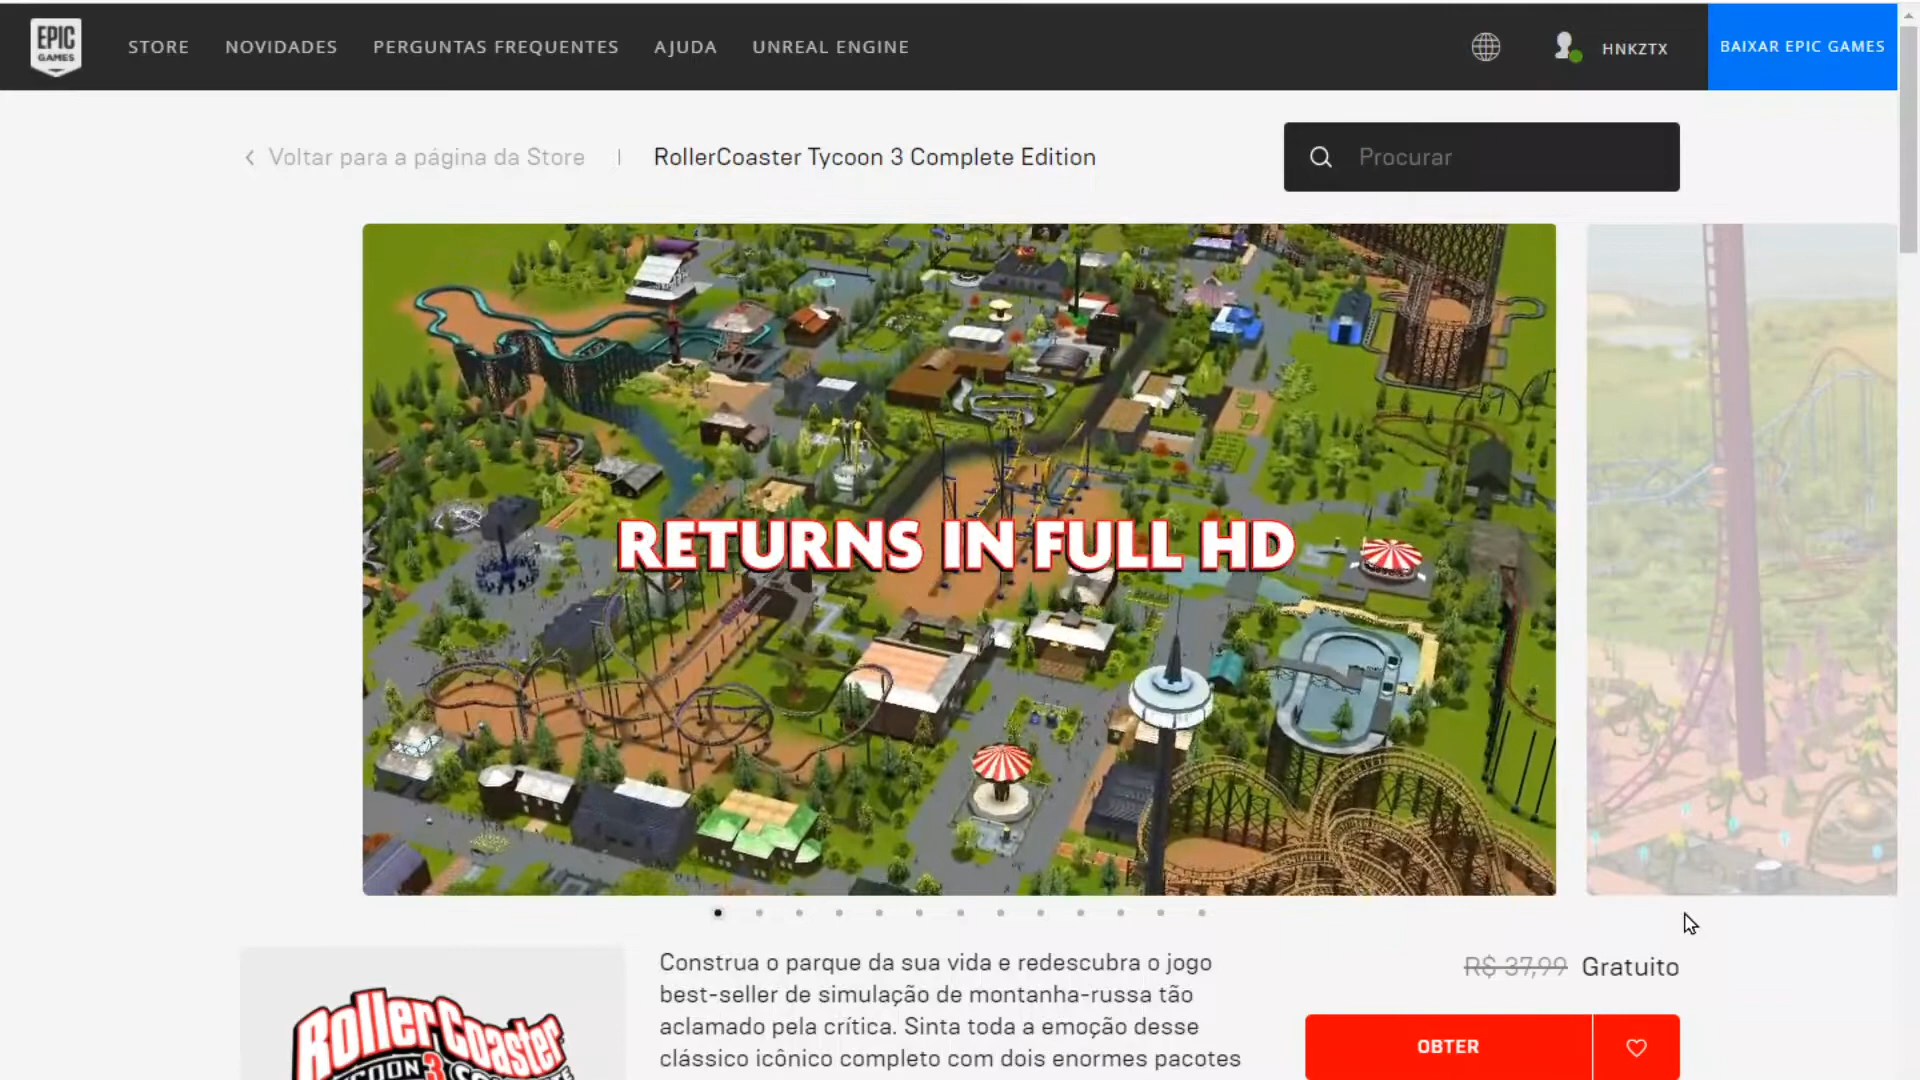 EPIC
GAMES
STORE
NOVIDADES
PERGUNTAS FREQUENTES
AJUDA
UNREAL ENGINE
HNKZTX
BAIXAR EPIC GAMES
Voltar para a página da Store
RollerCoaster Tycoon 3 Complete Edition
Procurar
RETURNS IN FULL HD
Construa o parque da sua vida e redescubra o jogo
best-seller de simulação de montanha-russa tão
aclamado pela crítica. Sinta toda a emoção desse
clássico icônico completo com dois enormes pacotes
R$ 37,99 Gratuito
OBTER
RollerCoaster
TYCOON 3